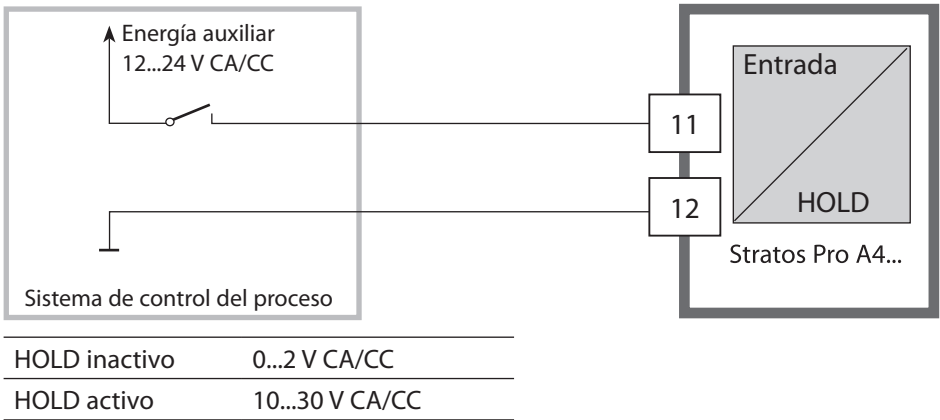 Energía auxiliar
12...24 V CA/CC
Entrada
11
12
HOLD
Stratos Pro A4...
Sistema de control del proceso
HOLD inactivo 0...2 V CA/CC
HOLD activo 10...30 V CA/CC